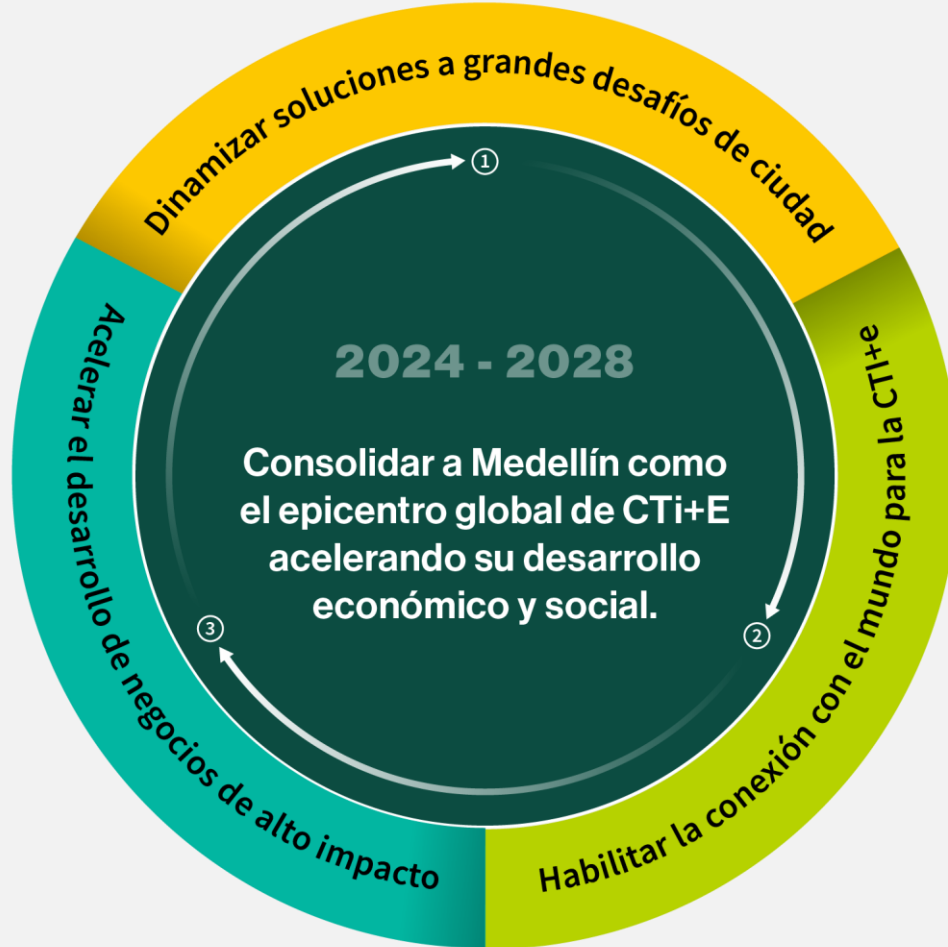 Dinamizar soluciones a grandes desafíos de ciudad
①
2024 - 2028
Consolidar a Medellín como
el epicentro global de CTi+E
acelerando su desarrollo
económico y social.
②
Habilitar la conexión con el mundo para la CTI+e
③
Acelerar el desarrollo de negocios de alto impacto